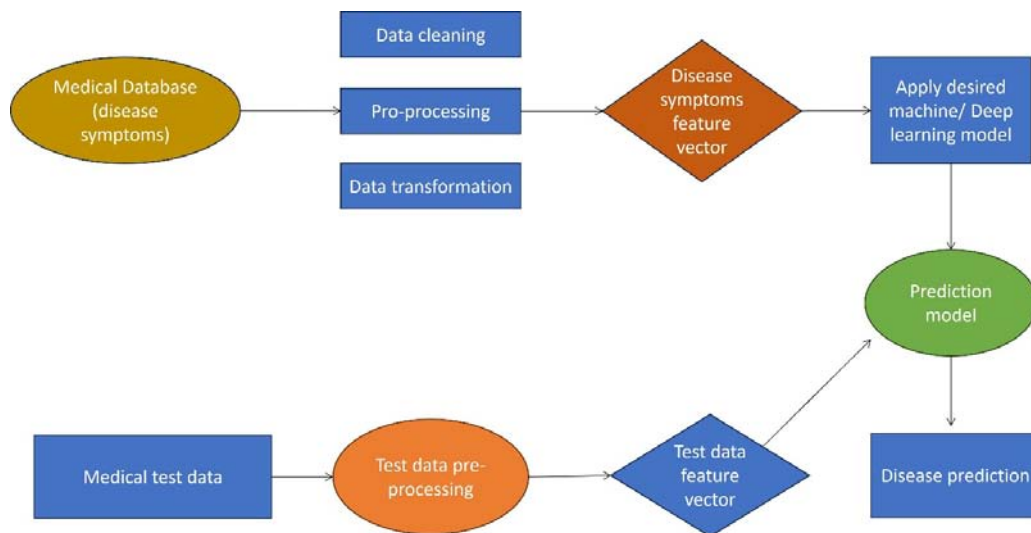 Data cleaning
Medical Database
(disease
symptoms)
Pro-processing
Data transformation
Disease
symptoms
feature
vector
Apply desired
machine/ Deep
learning model
Prediction
model
Medical test data
Test data pre-
processing
Test data
feature
vector
Disease prediction